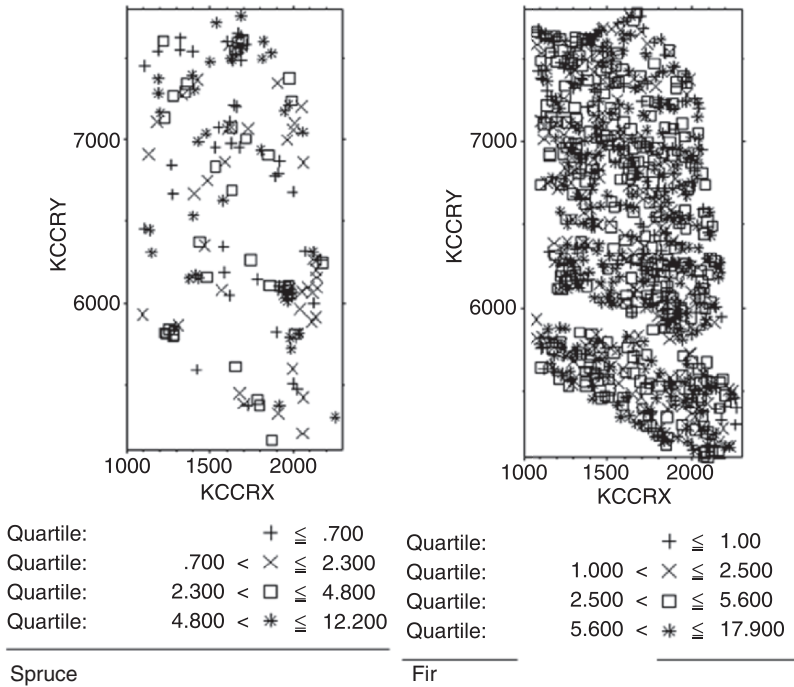 7000
KCCRY
6000
1000 1500 2000
KCCRX
Quartile: + ≦ .700
Quartile: .700 < × ≦ 2.300
Quartile: 2.300 < □ ≦ 4.800
Quartile: 4.800 < ✳ ≦ 12.200
Spruce
7000
KCCRY
6000
1000 1500 2000
KCCRX
Quartile: + ≦ 1.00
Quartile: 1.000 < × ≦ 2.500
Quartile: 2.500 < □ ≦ 5.600
Quartile: 5.600 < ✳ ≦ 17.900
Fir